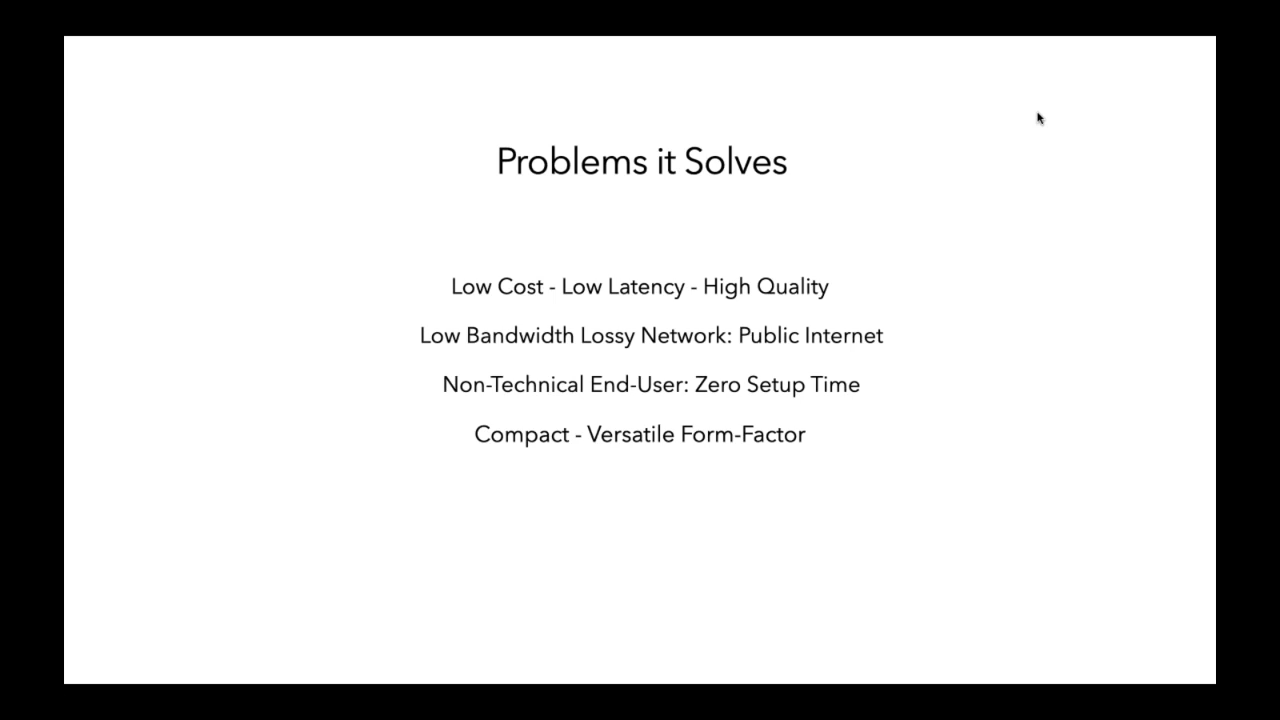 Problems it Solves
Low Cost - Low Latency - High Quality
Low Bandwidth Lossy Network: Public Internet
Non-Technical End-User: Zero Setup Time
Compact - Versatile Form-Factor